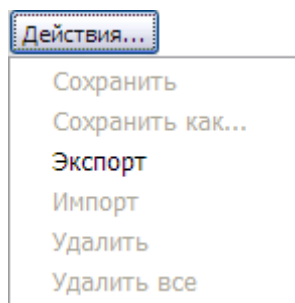 Действия...
Сохранить
Сохранить как...
Экспорт
Импорт
Удалить
Удалить все